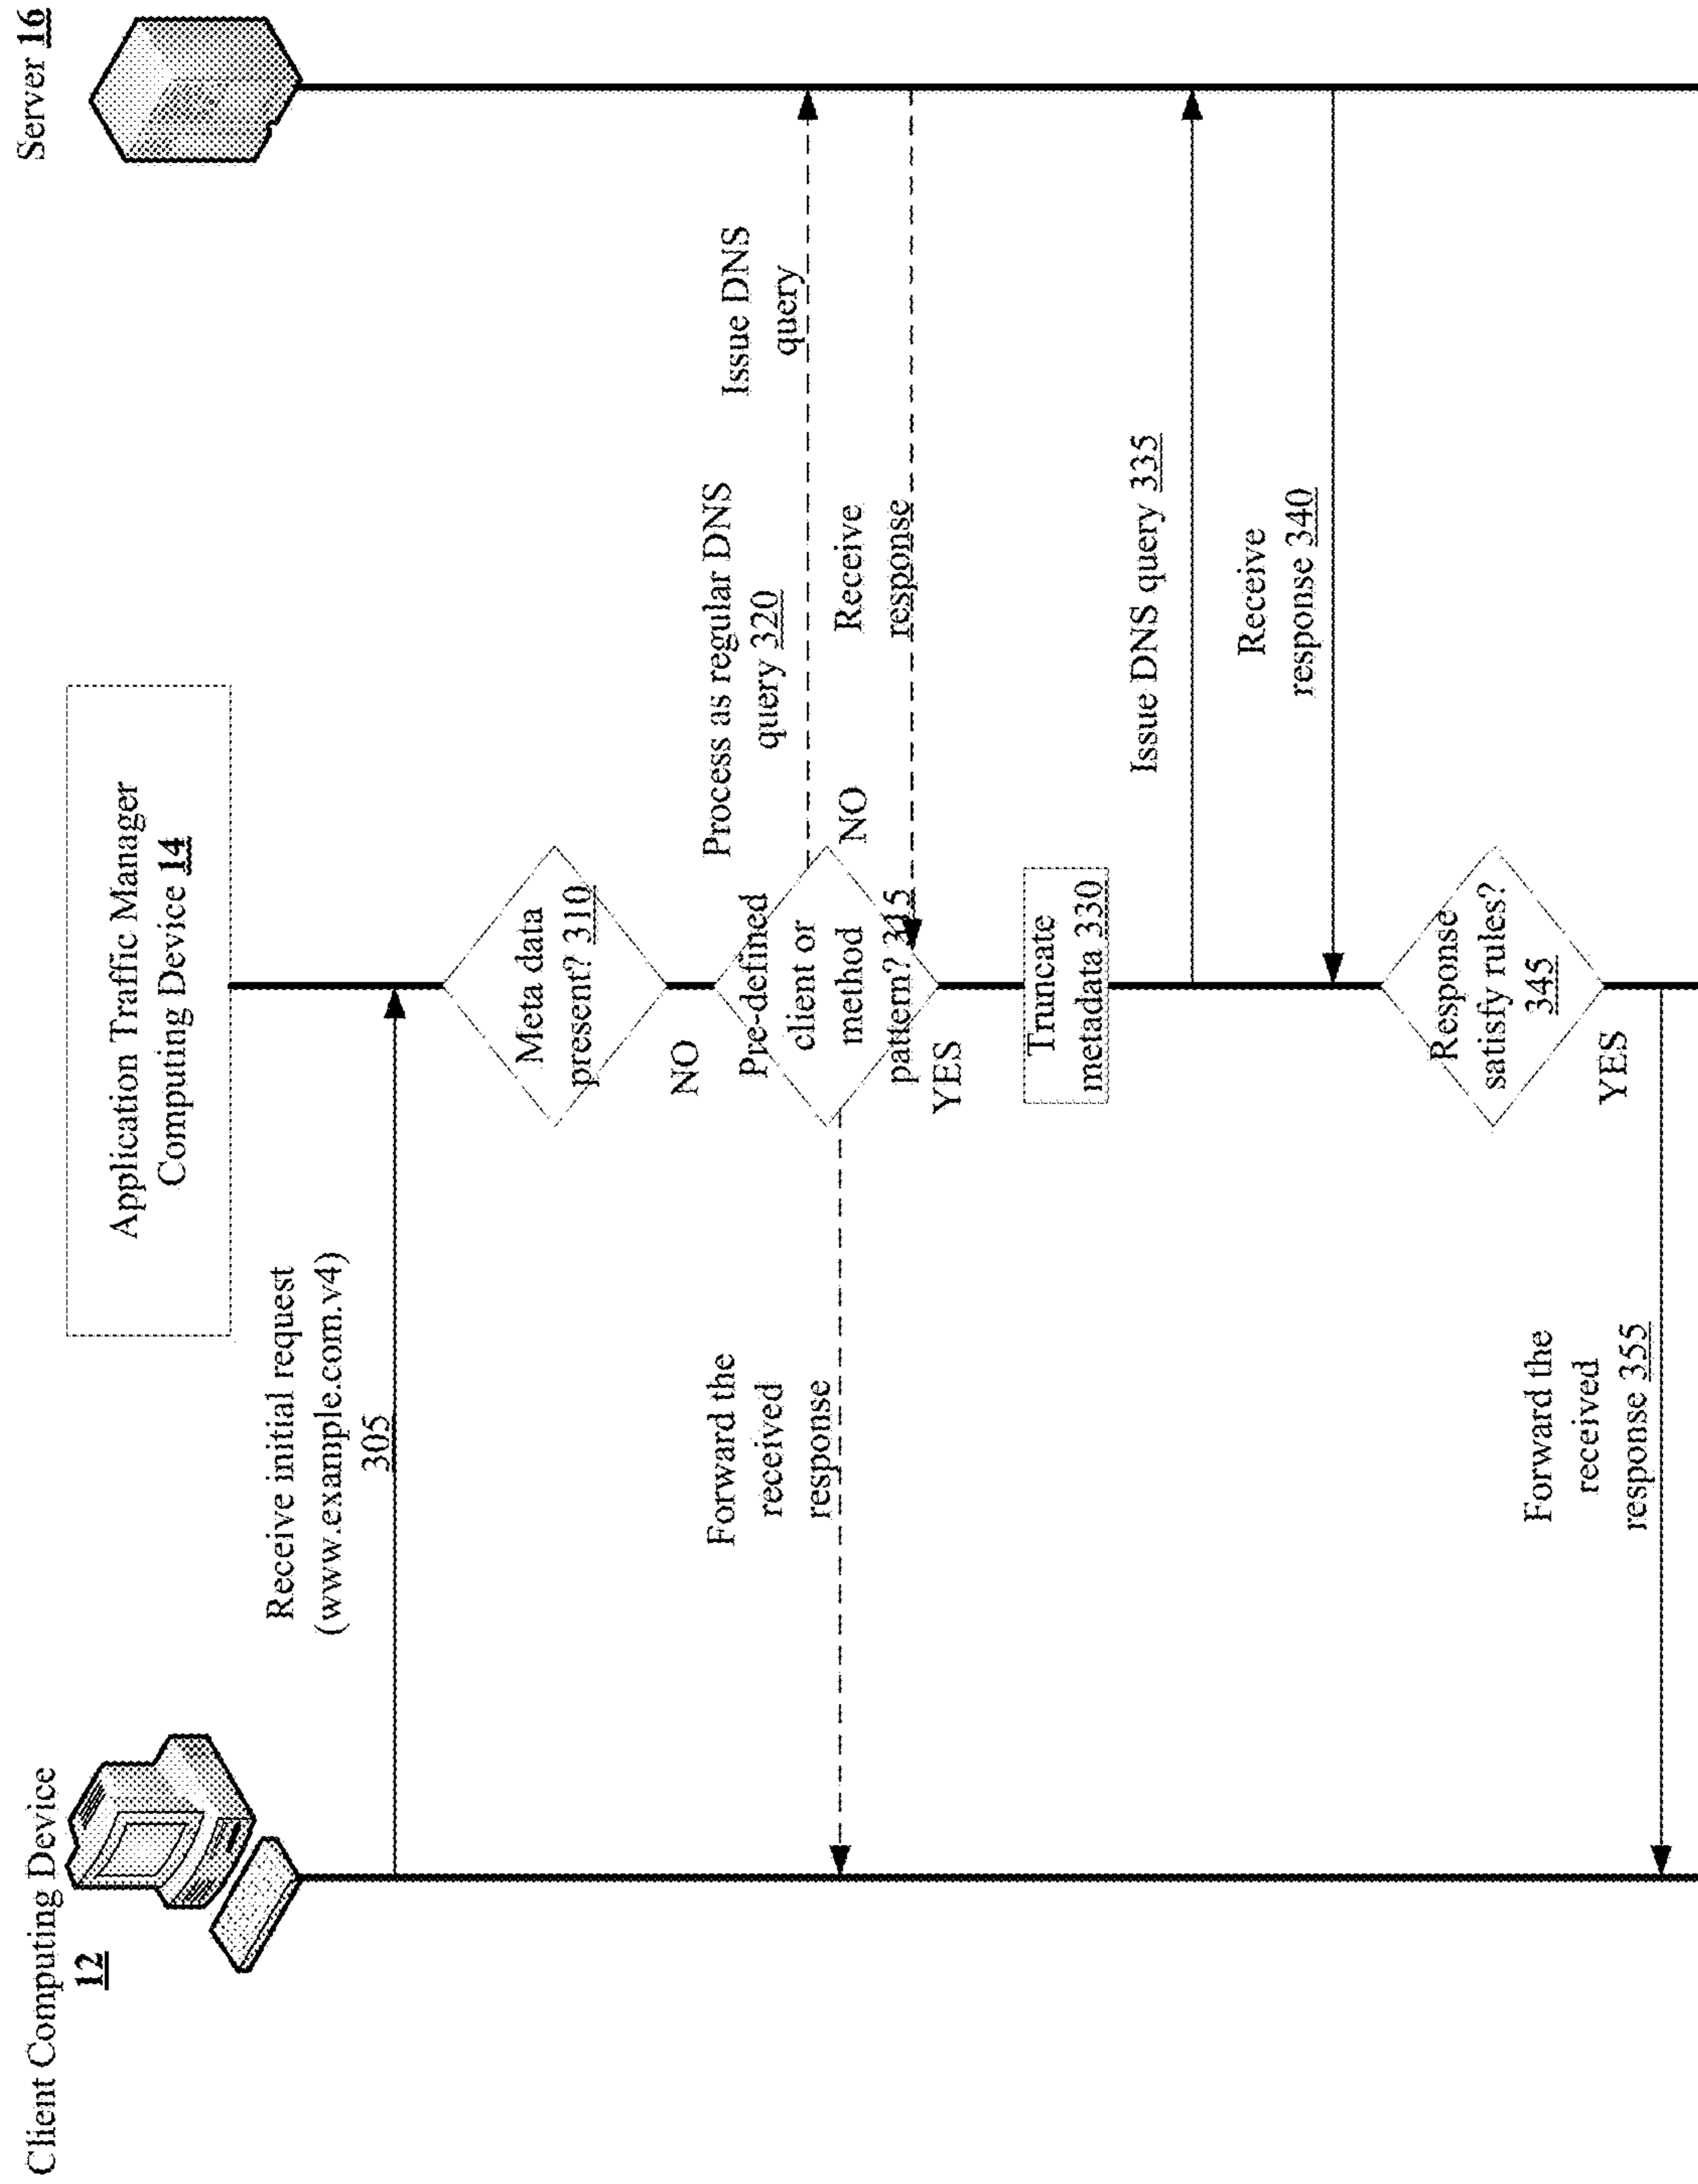 Client Computing Device
12
Application Traffic Manager
Computing Device 14
Server 16
Receive initial request
(www.example.com.v4)
305
Meta data
present? 310
NO
Pre-defined
client or
method
pattern? 315
NO
YES
Process as regular DNS
query 320
Issue DNS
query
Receive
response
Forward the
received
response
Truncate
metadata 330
Issue DNS query 335
Receive
response 340
Response
satisfy rules?
345
YES
Forward the
received
response 355